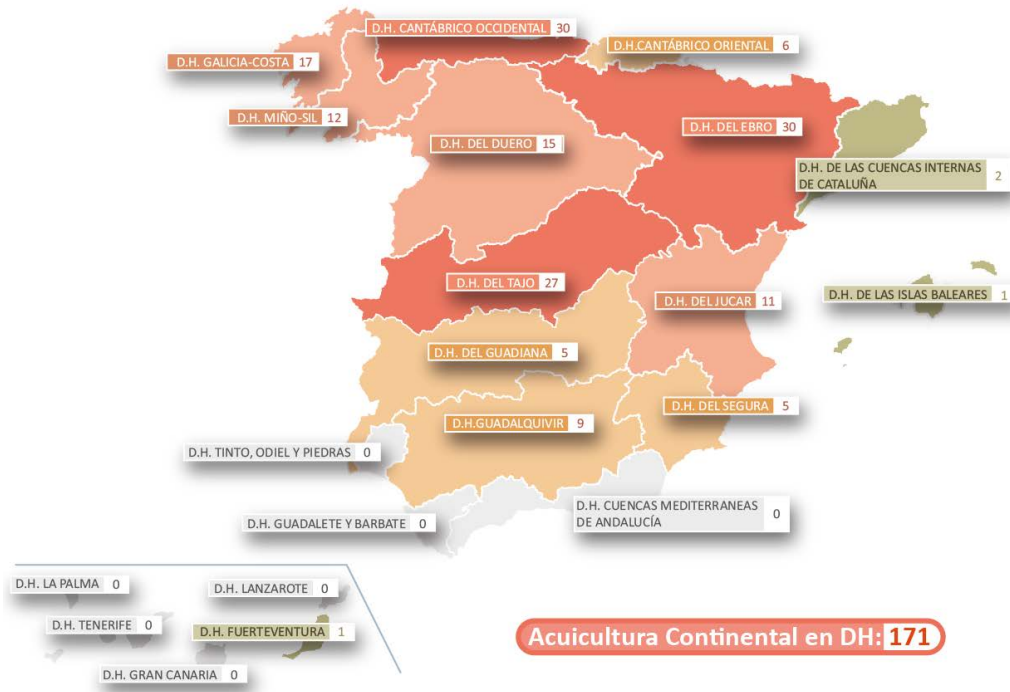 D.H. CANTÁBRICO OCCIDENTAL 30
D.H.CANTÁBRICO ORIENTAL 6
D.H. GALICIA-COSTA 17
D.H. MIÑO-SIL 12
D.H. DEL DUERO 15
D.H. DEL EBRO 30
D.H. DE LAS CUENCAS INTERNAS
DE CATALUÑA 2
D.H. DEL TAJO 27
D.H. DEL JUCAR 11
D.H. DE LAS ISLAS BALEARES 1
D.H. DEL GUADIANA 5
D.H. DEL SEGURA 5
D.H.GUADALQUIVIR 9
D.H. TINTO, ODIEL Y PIEDRAS 0
D.H. GUADALETE Y BARBATE 0
D.H. CUENCAS MEDITERRANEAS
DE ANDALUCÍA 0
D.H. LA PALMA 0
D.H. LANZAROTE 0
D.H. TENERIFE 0
D.H. FUERTEVENTURA 1
D.H. GRAN CANARIA 0
Acuicultura Continental en DH: 171